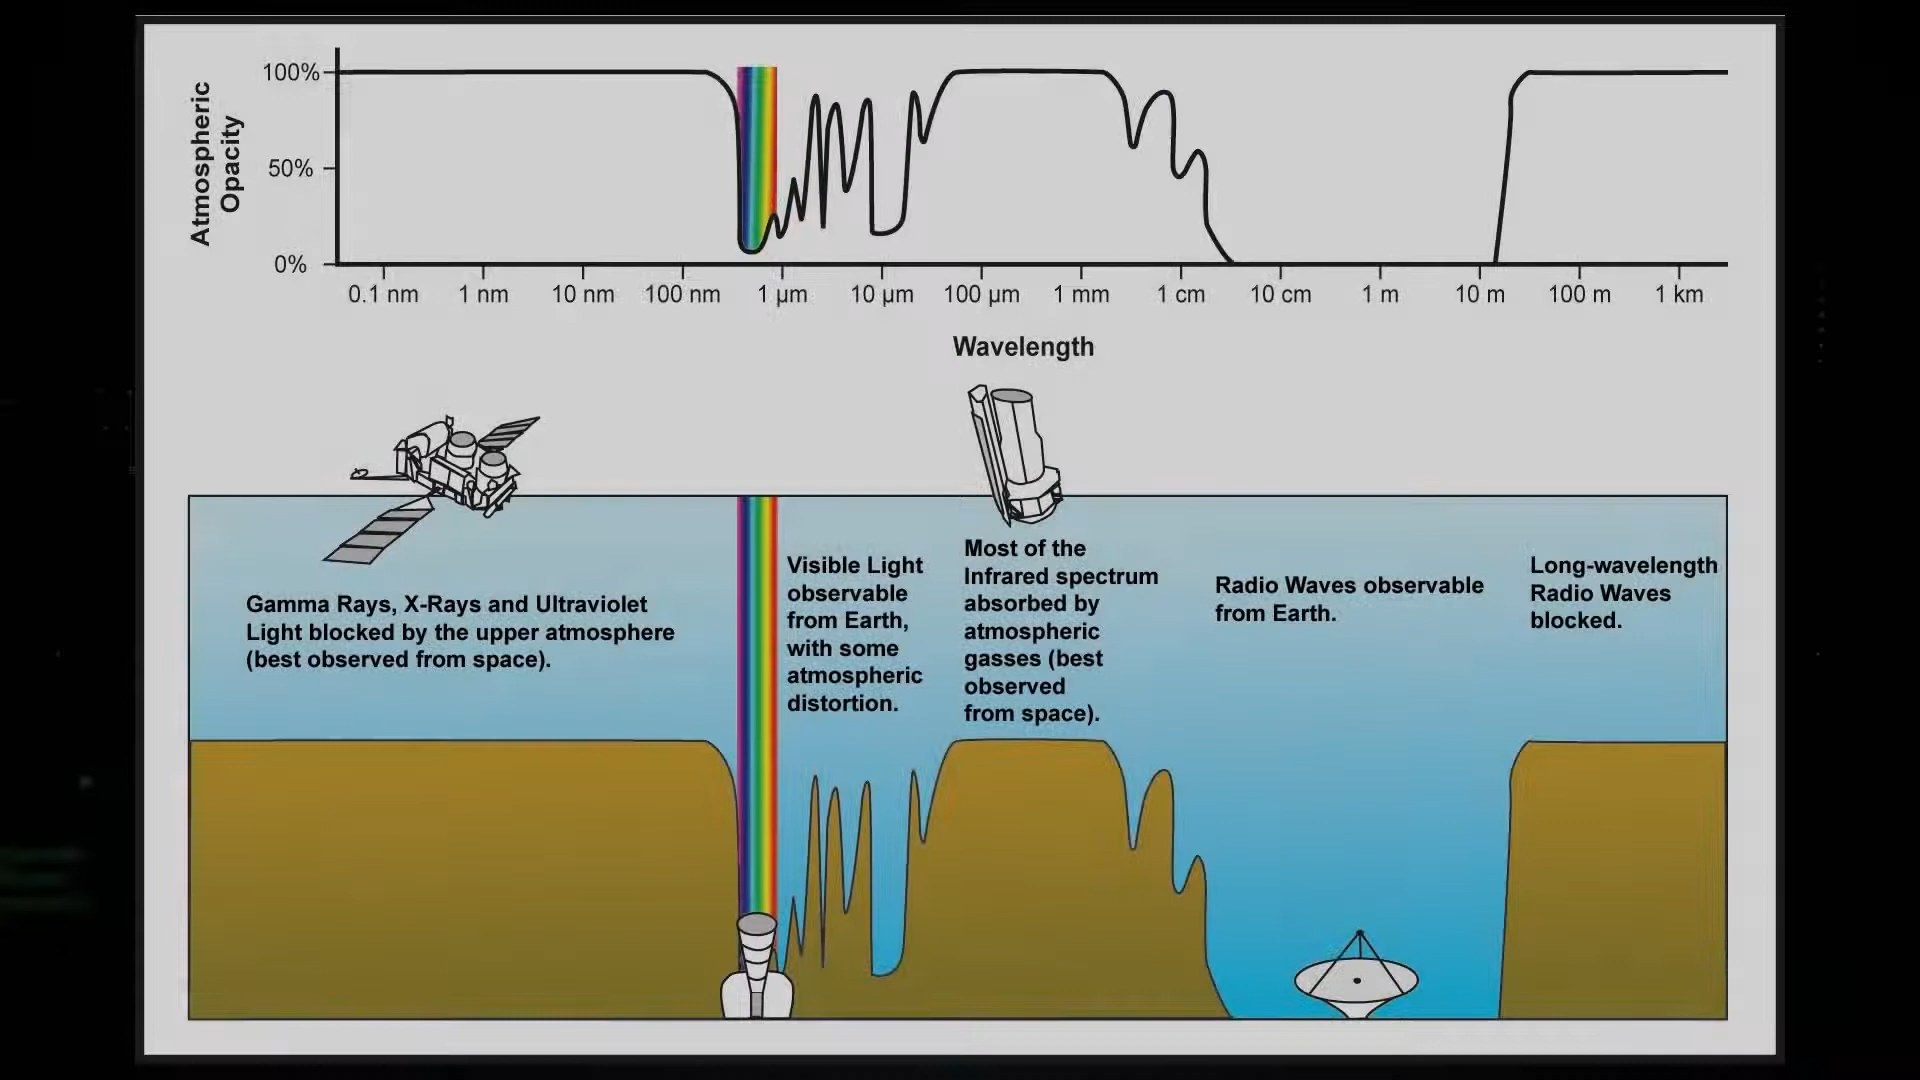 Atmospheric
Opacity
100%
50%
0%
0.1 nm
1 nm
10 nm
100 nm
1 µm
10 µm
100 µm
1 mm
1 cm
10 cm
1 m
10 m
100 m
1 km
Wavelength
Gamma Rays, X-Rays and Ultraviolet
Light blocked by the upper atmosphere
(best observed from space).
Visible Light
observable
from Earth,
with some
atmospheric
distortion.
Most of the
Infrared spectrum
absorbed by
atmospheric
gasses (best
observed
from space).
Radio Waves observable
from Earth.
Long-wavelength
Radio Waves
blocked.